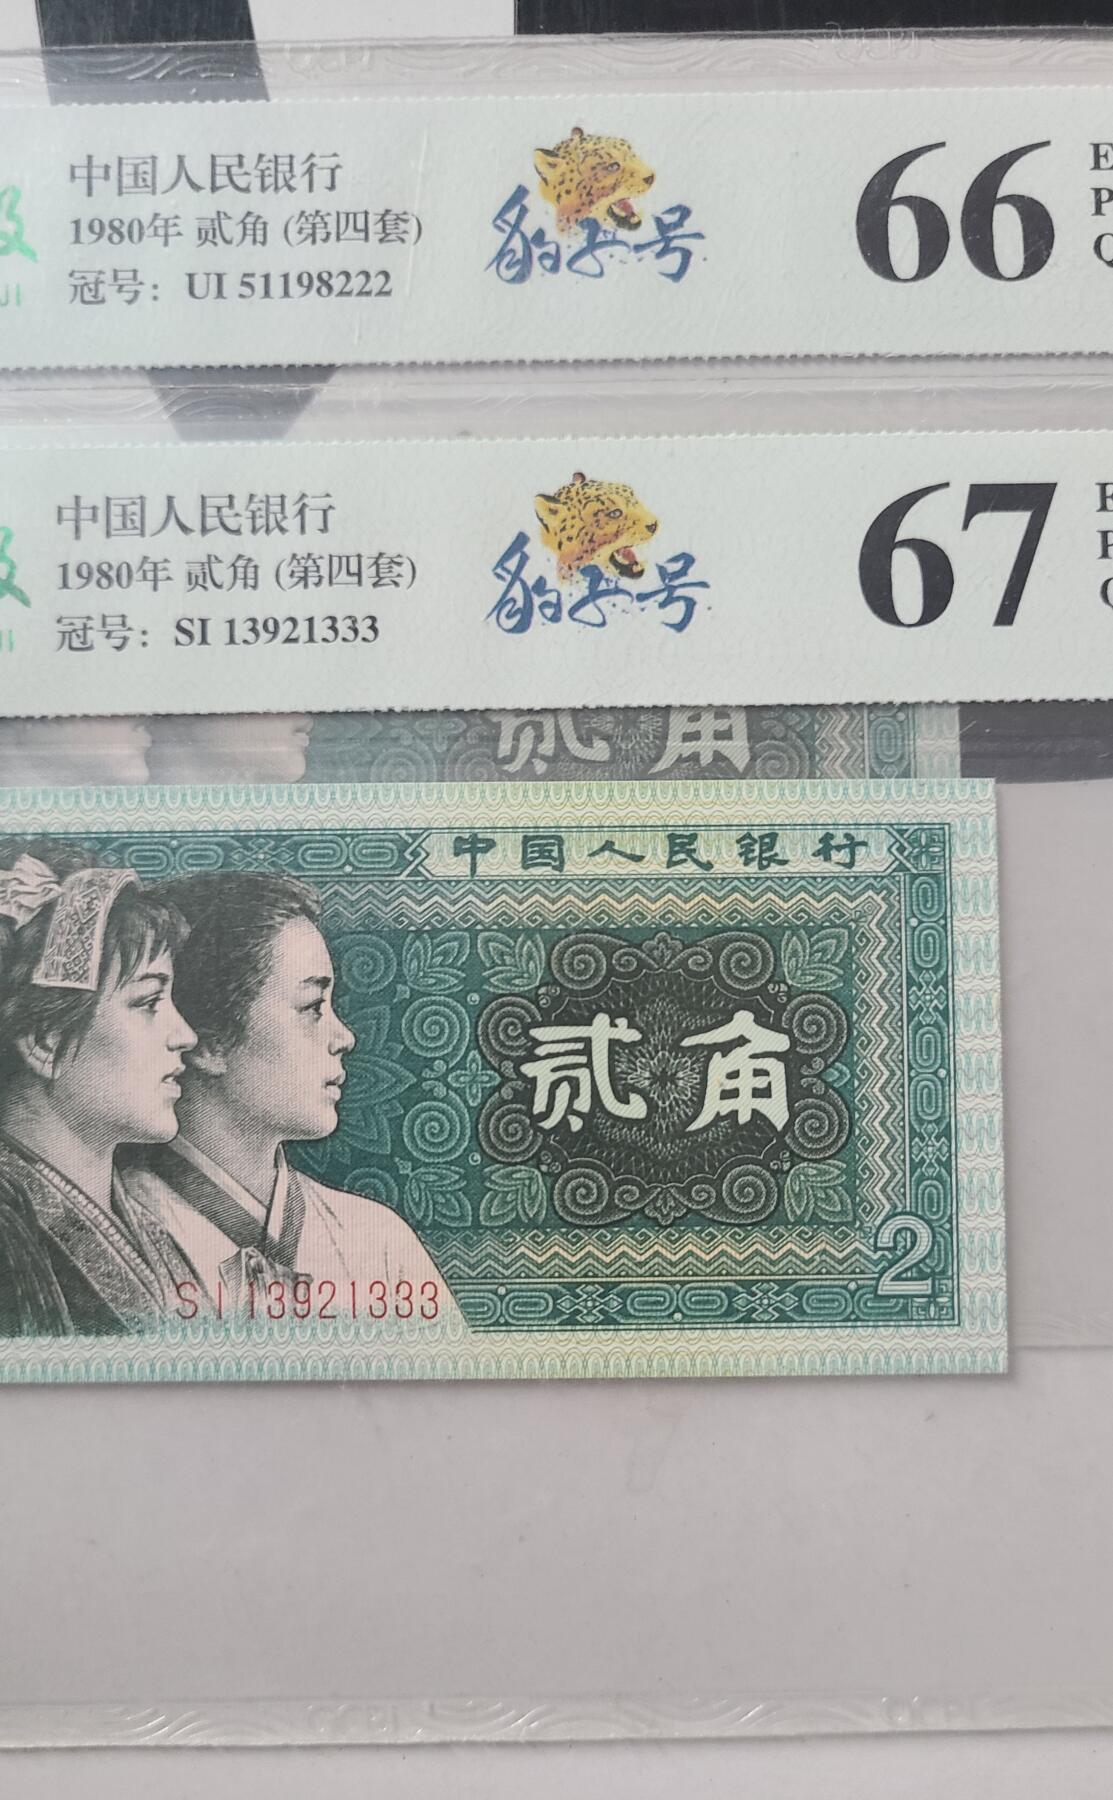 中国人民银行
1980年 贰角 (第四套)
冠号：UI 51198222
豹子号
66
E
P
Q
中国人民银行
1980年 贰角 (第四套)
冠号：SI 13921333
豹子号
67
E
P
Q
贰角
中国人民银行
贰角
2
SI 13921333